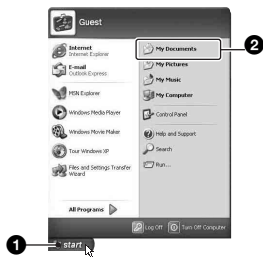 Guest
Internet
Internet Explorer
E-mail
Outlook Express
MSN Explorer
Windows Media Player
Windows Movie Maker
Tour Windows XP
Files and Settings Transfer
Wizard
All Programs
My Documents
2
My Pictures
My Music
My Computer
Control Panel
Help and Support
Search
Run...
Log Off
Turn Off Computer
1
start